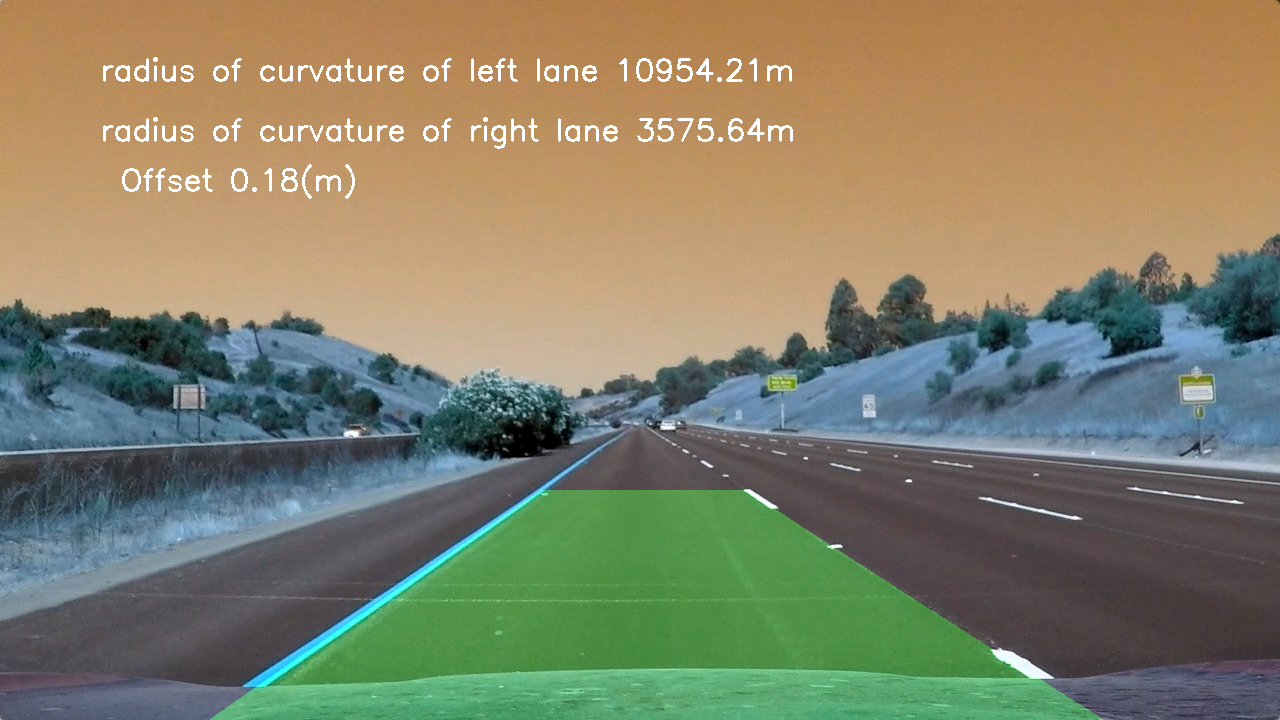 radius of curvature of left lane 10954.21m
radius of curvature of right lane 3575.64m
Offset 0.18(m)